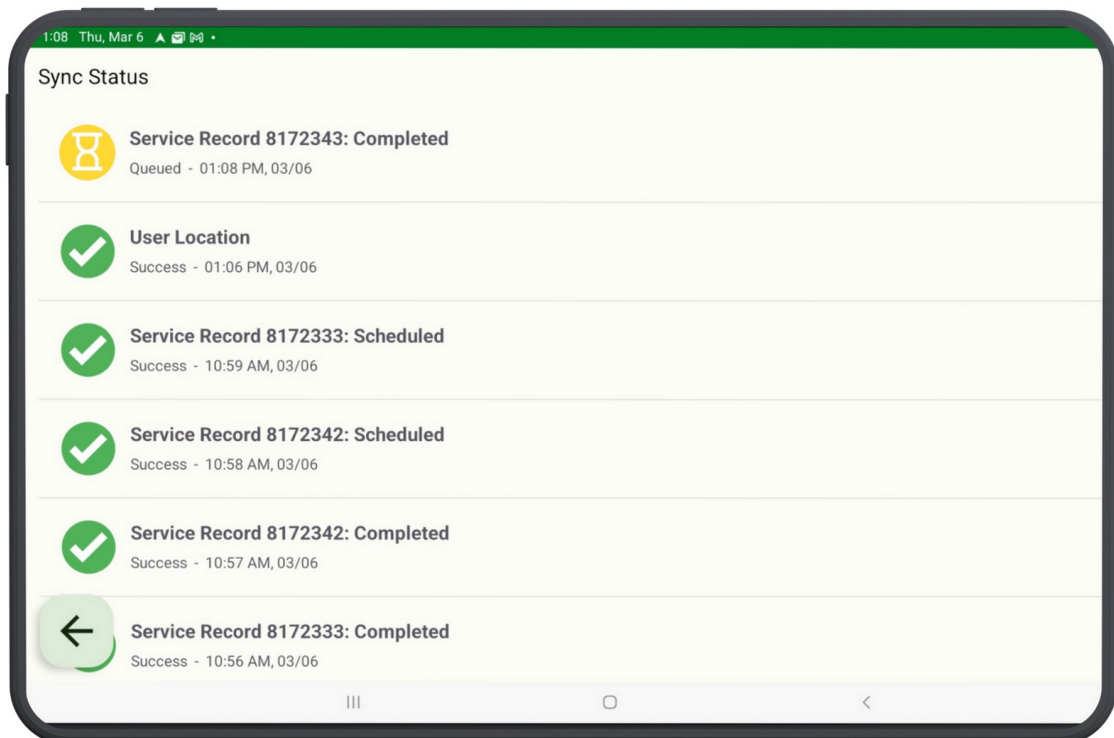 1:08 Thu, Mar 6
Sync Status
Service Record 8172343: Completed
Queued - 01:08 PM, 03/06
User Location
Success - 01:06 PM, 03/06
Service Record 8172333: Scheduled
Success - 10:59 AM, 03/06
Service Record 8172342: Scheduled
Success - 10:58 AM, 03/06
Service Record 8172342: Completed
Success - 10:57 AM, 03/06
Service Record 8172333: Completed
Success - 10:56 AM, 03/06